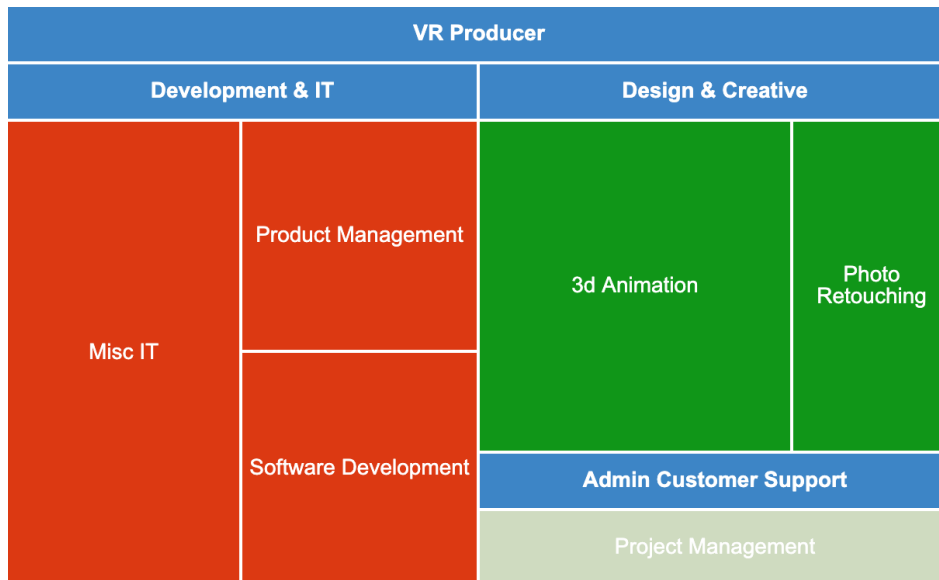 VR Producer
Development & IT
Design & Creative
Misc IT
Product Management
Software Development
3d Animation
Photo
Retouching
Admin Customer Support
Project Management